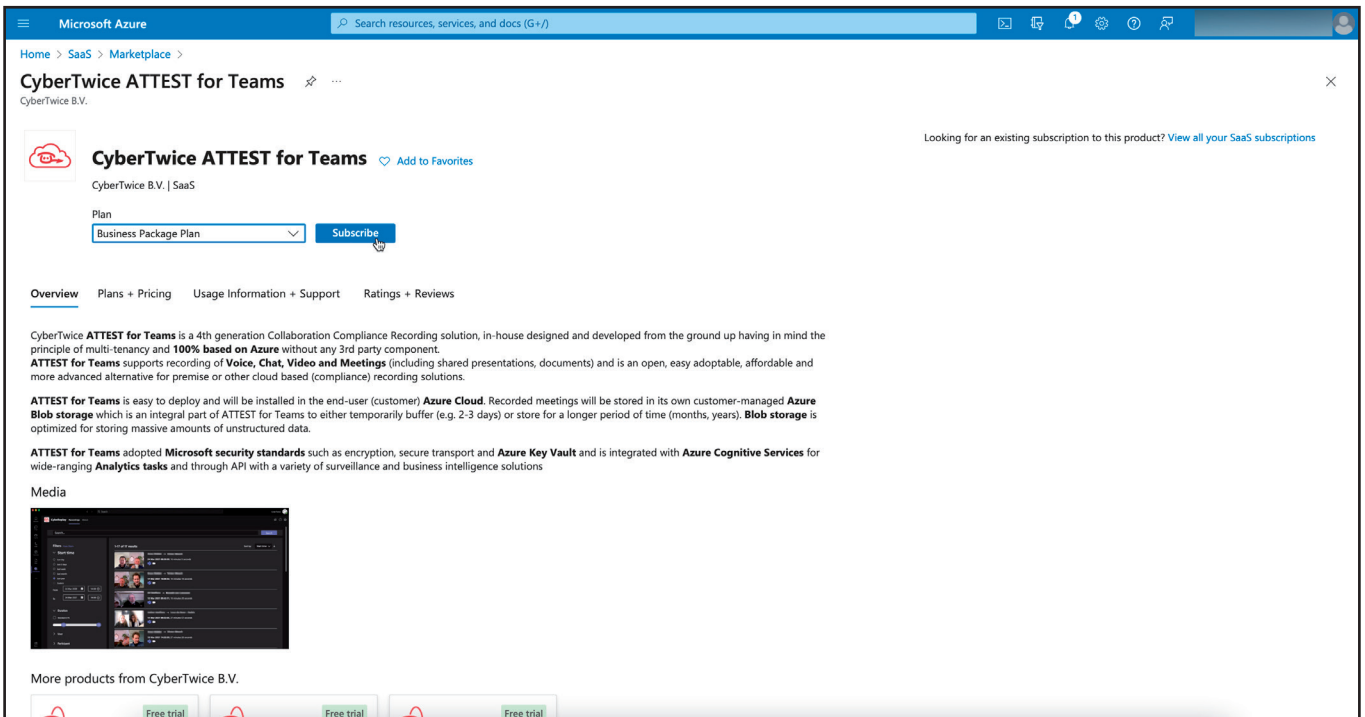 Microsoft Azure
Search resources, services, and docs (G+/)
1
Home > SaaS > Marketplace >
CyberTwice ATTEST for Teams
CyberTwice B.V.
Looking for an existing subscription to this product? View all your SaaS subscriptions
CyberTwice ATTEST for Teams
Add to Favorites
CyberTwice B.V. | SaaS
Plan
Business Package Plan
Subscribe
Overview Plans + Pricing Usage Information + Support Ratings + Reviews
CyberTwice ATTEST for Teams is a 4th generation Collaboration Compliance Recording solution, in-house designed and developed from the ground up having in mind the
principle of multi-tenancy and 100% based on Azure without any 3rd party component.
ATTEST for Teams supports recording of Voice, Chat, Video and Meetings (including shared presentations, documents) and is an open, easy adoptable, affordable and
more advanced alternative for premise or other cloud based (compliance) recording solutions.
ATTEST for Teams is easy to deploy and will be installed in the end-user (customer) Azure Cloud. Recorded meetings will be stored in its own customer-managed Azure
Blob storage which is an integral part of ATTEST for Teams to either temporarily buffer (e.g. 2-3 days) or store for a longer period of time (months, years). Blob storage is
optimized for storing massive amounts of unstructured data.
ATTEST for Teams adopted Microsoft security standards such as encryption, secure transport and Azure Key Vault and is integrated with Azure Cognitive Services for
wide-ranging Analytics tasks and through API with a variety of surveillance and business intelligence solutions
Media
More products from CyberTwice B.V.
Free trial
Free trial
Free trial